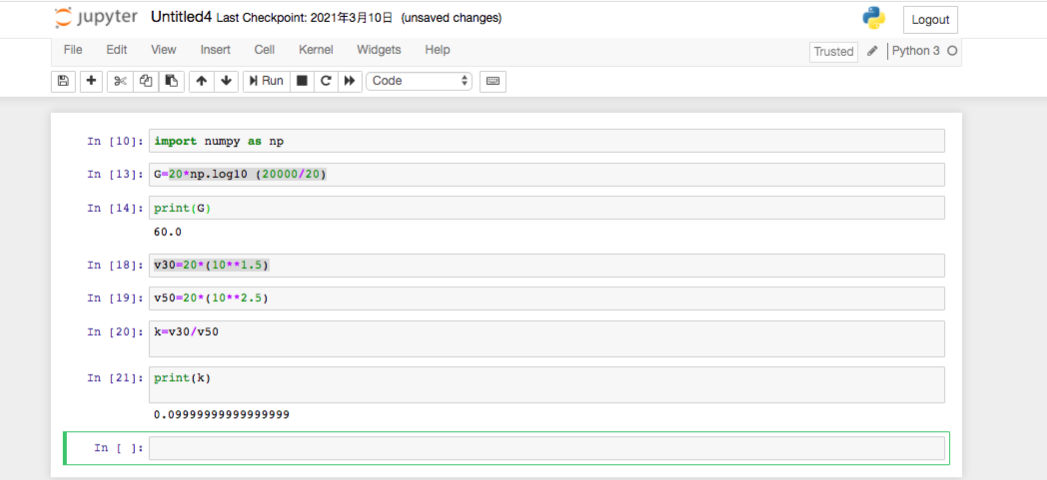 jupyter Untitled4 Last Checkpoint: 2021年3月10日 (unsaved changes)
Logout
File Edit View Insert Cell Kernel Widgets Help
Trusted Python 3
Run Code
In [10]: import numpy as np
In [13]: G=20*np.log10 (20000/20)
In [14]: print(G)
60.0
In [18]: v30=20*(10**1.5)
In [19]: v50=20*(10**2.5)
In [20]: k=v30/v50
In [21]: print(k)
0.09999999999999999
In [ ]: